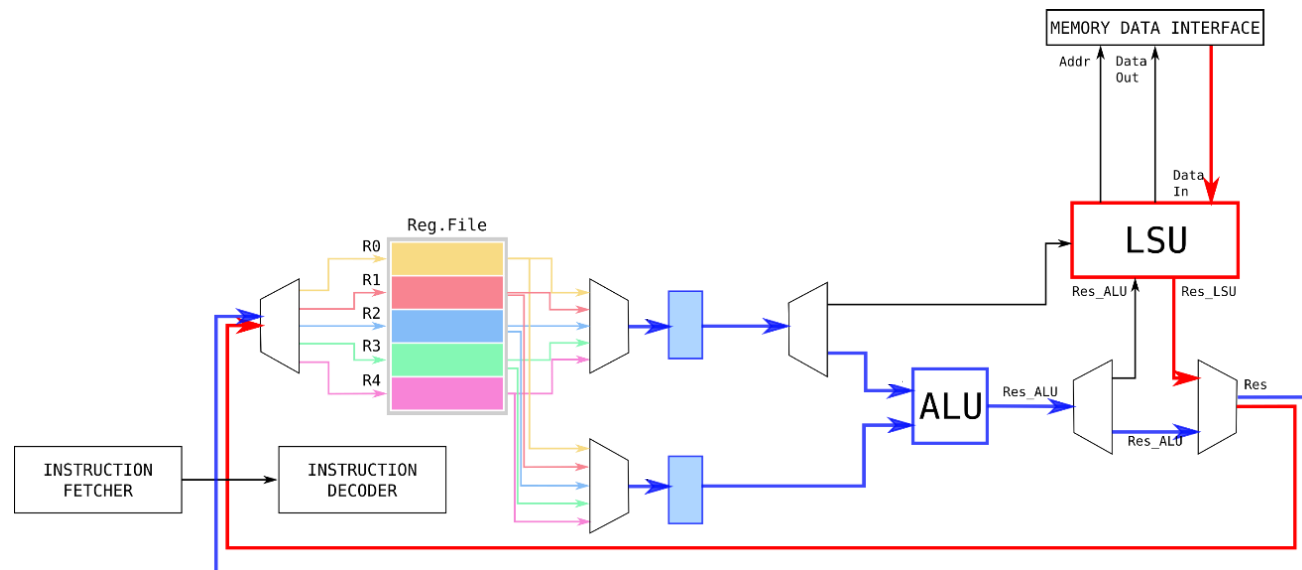 MEMORY DATA INTERFACE
Addr
Data
Out
Data
In
LSU
Reg.File
R0
R1
R2
R3
R4
Res_ALU
Res_LSU
ALU
Res_ALU
Res
Res_ALU
INSTRUCTION
FETCHER
INSTRUCTION
DECODER